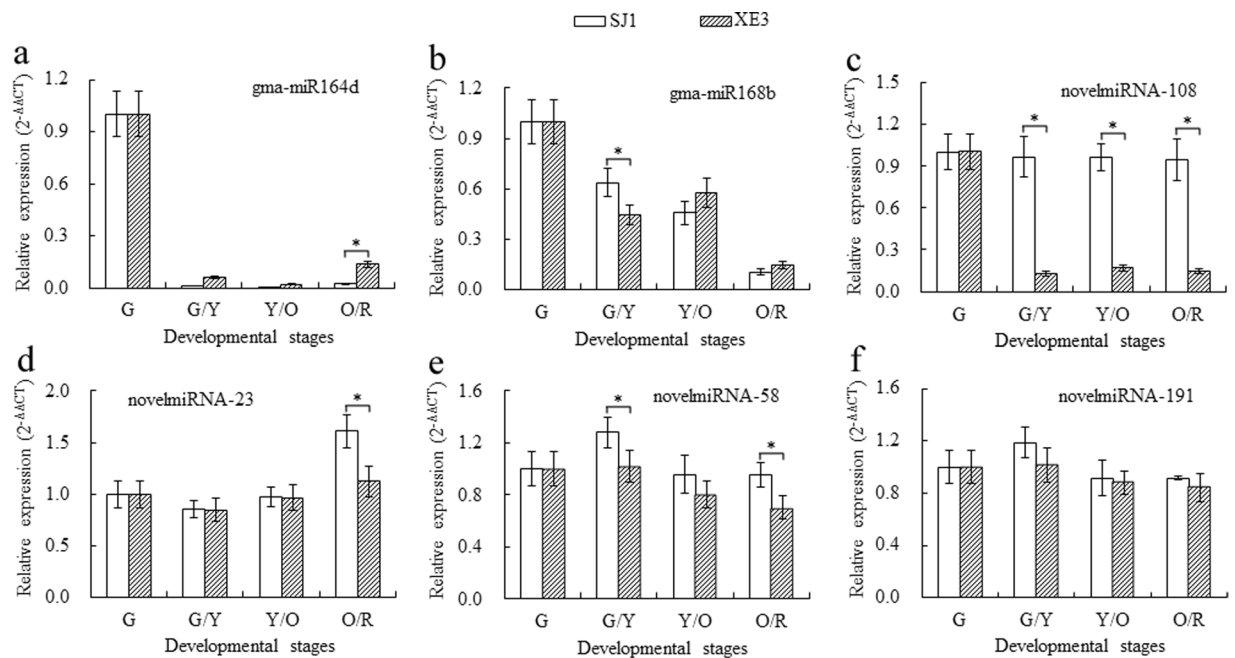 SJ1 XE3
a
gma-miR164d
Relative expression (2-ΔΔCT)
1.2
0.9
0.6
0.3
0.0
*
G G/Y Y/O O/R
Developmental stages
b
gma-miR168b
Relative expression (2-ΔΔCT)
1.2
0.9
0.6
0.3
0.0
*
G G/Y Y/O O/R
Developmental stages
c
novelmiRNA-108
Relative expression (2-ΔΔCT)
1.5
1.2
0.9
0.6
0.3
0.0
* * *
G G/Y Y/O O/R
Developmental stages
d
novelmiRNA-23
Relative expression (2-ΔΔCT)
2.0
1.5
1.0
0.5
0.0
*
G G/Y Y/O O/R
Developmental stages
e
novelmiRNA-58
Relative expression (2-ΔΔCT)
1.6
1.2
0.8
0.4
0.0
* *
G G/Y Y/O O/R
Developmental stages
f
novelmiRNA-191
Relative expression (2-ΔΔCT)
1.6
1.2
0.8
0.4
0.0
G G/Y Y/O O/R
Developmental stages